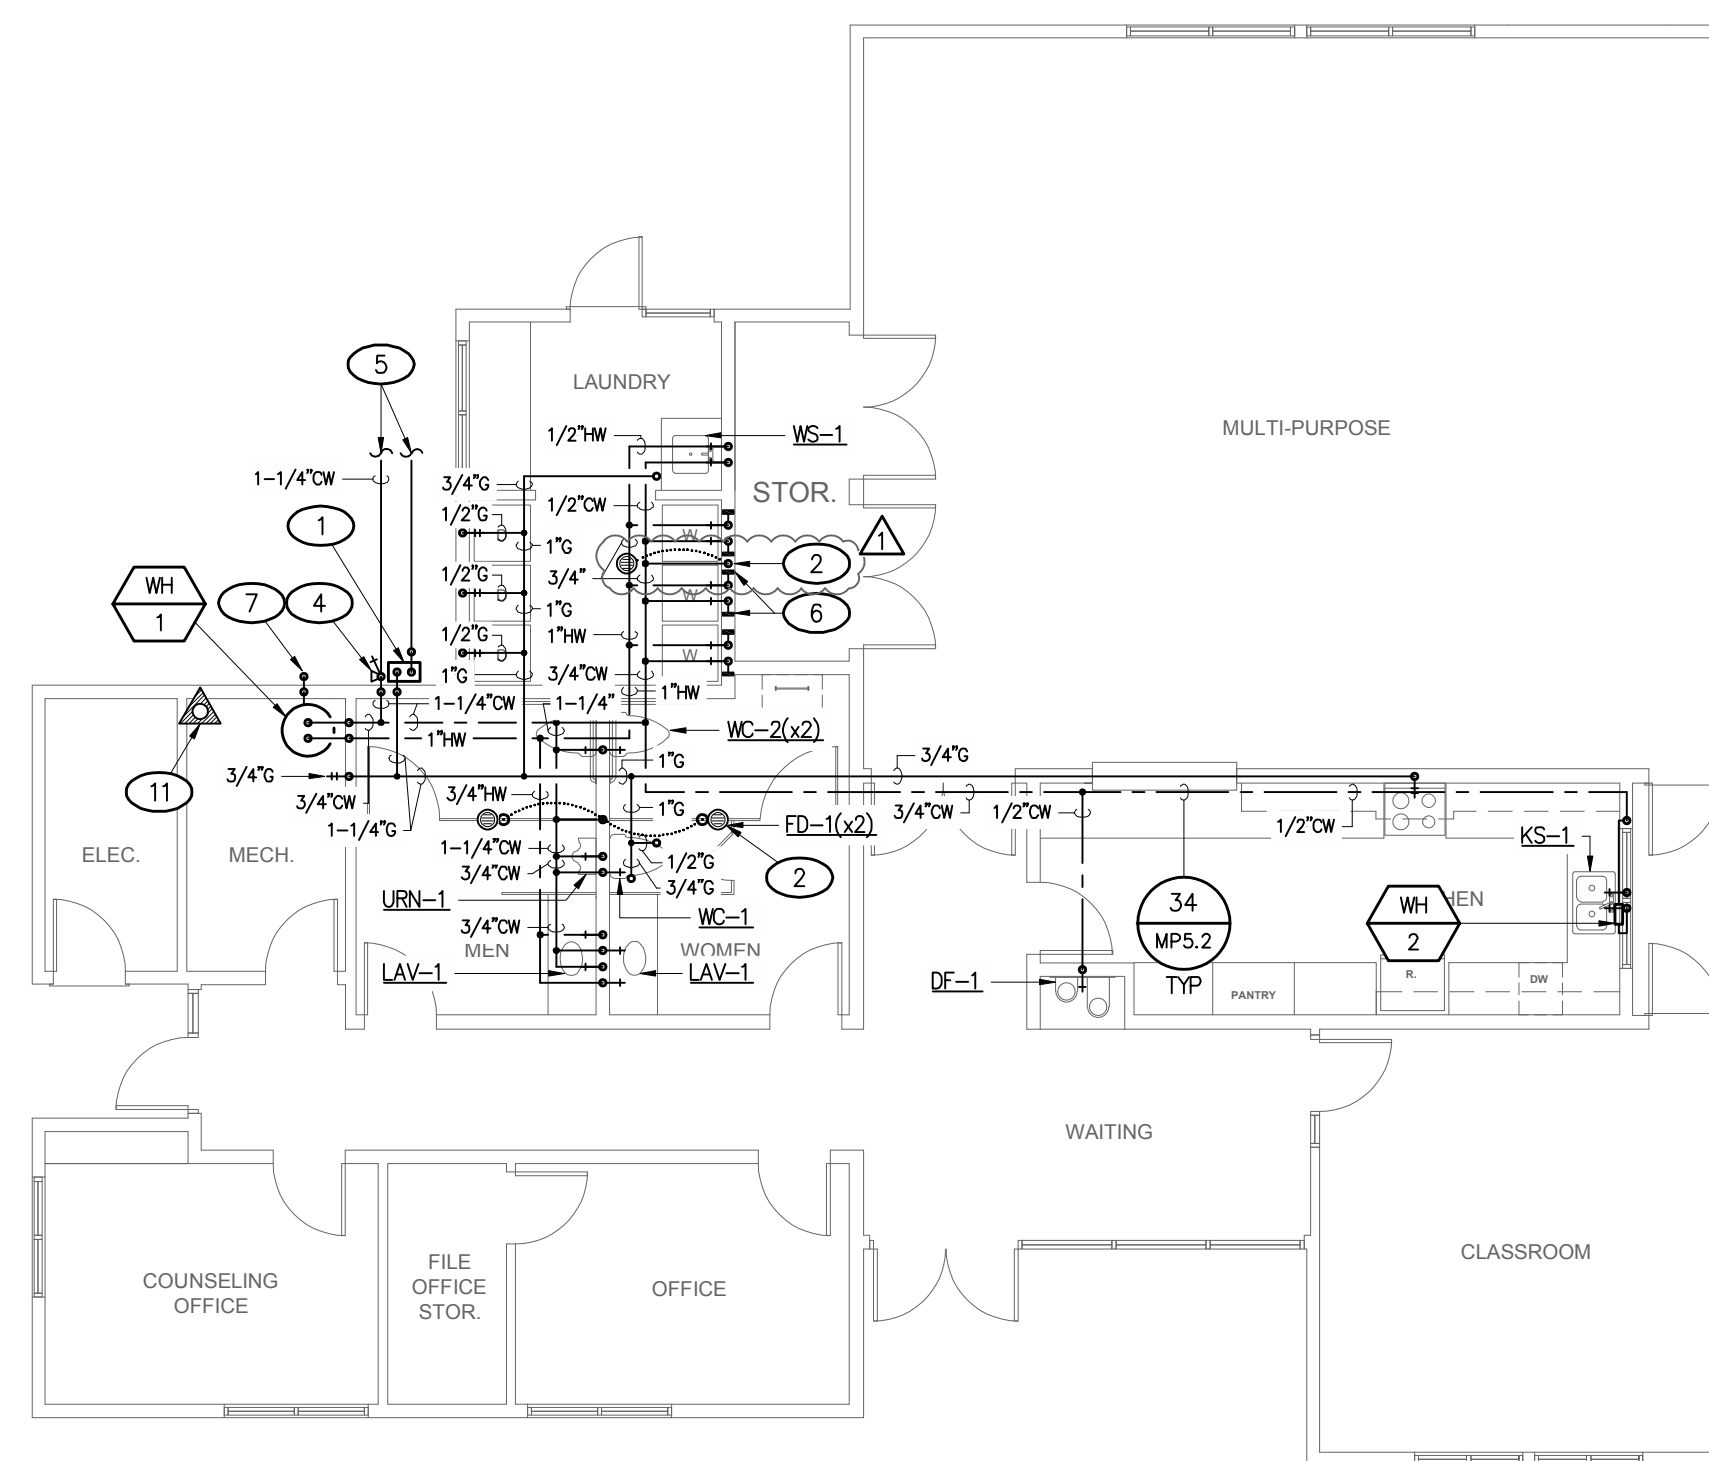 5
LAUNDRY
MULTI-PURPOSE
1/2"HW
WS-1
1-1/4"CW
3/4"G
STOR.
1/2"G
1/2"CW
1
1"G
1
2
3/4"
WH
1
7
4
1/2"G
W
W
1"G
6
1/2"G
1"HW
W
1"G
3/4"CW
1"HW
1-1/4"CW
1-1/4"
WC-2(x2)
1"HW
3/4"G
1"G
3/4"G
11
3/4"CW
3/4"HW
1"G
3/4"CW
1/2"CW
1/2"CW
1-1/4"G
FD-1(x2)
KS-1
ELEC.
MECH.
1-1/4"CW
1/2"G
3/4"CW
3/4"G
2
URN-1
WC-1
34
MP5.2
TYP
WH
2
HEN
3/4"CW
MEN
WOMEN
LAV-1
LAV-1
DF-1
R.
DW
PANTRY
WAITING
CLASSROOM
COUNSELING
OFFICE
FILE
OFFICE
STOR.
OFFICE